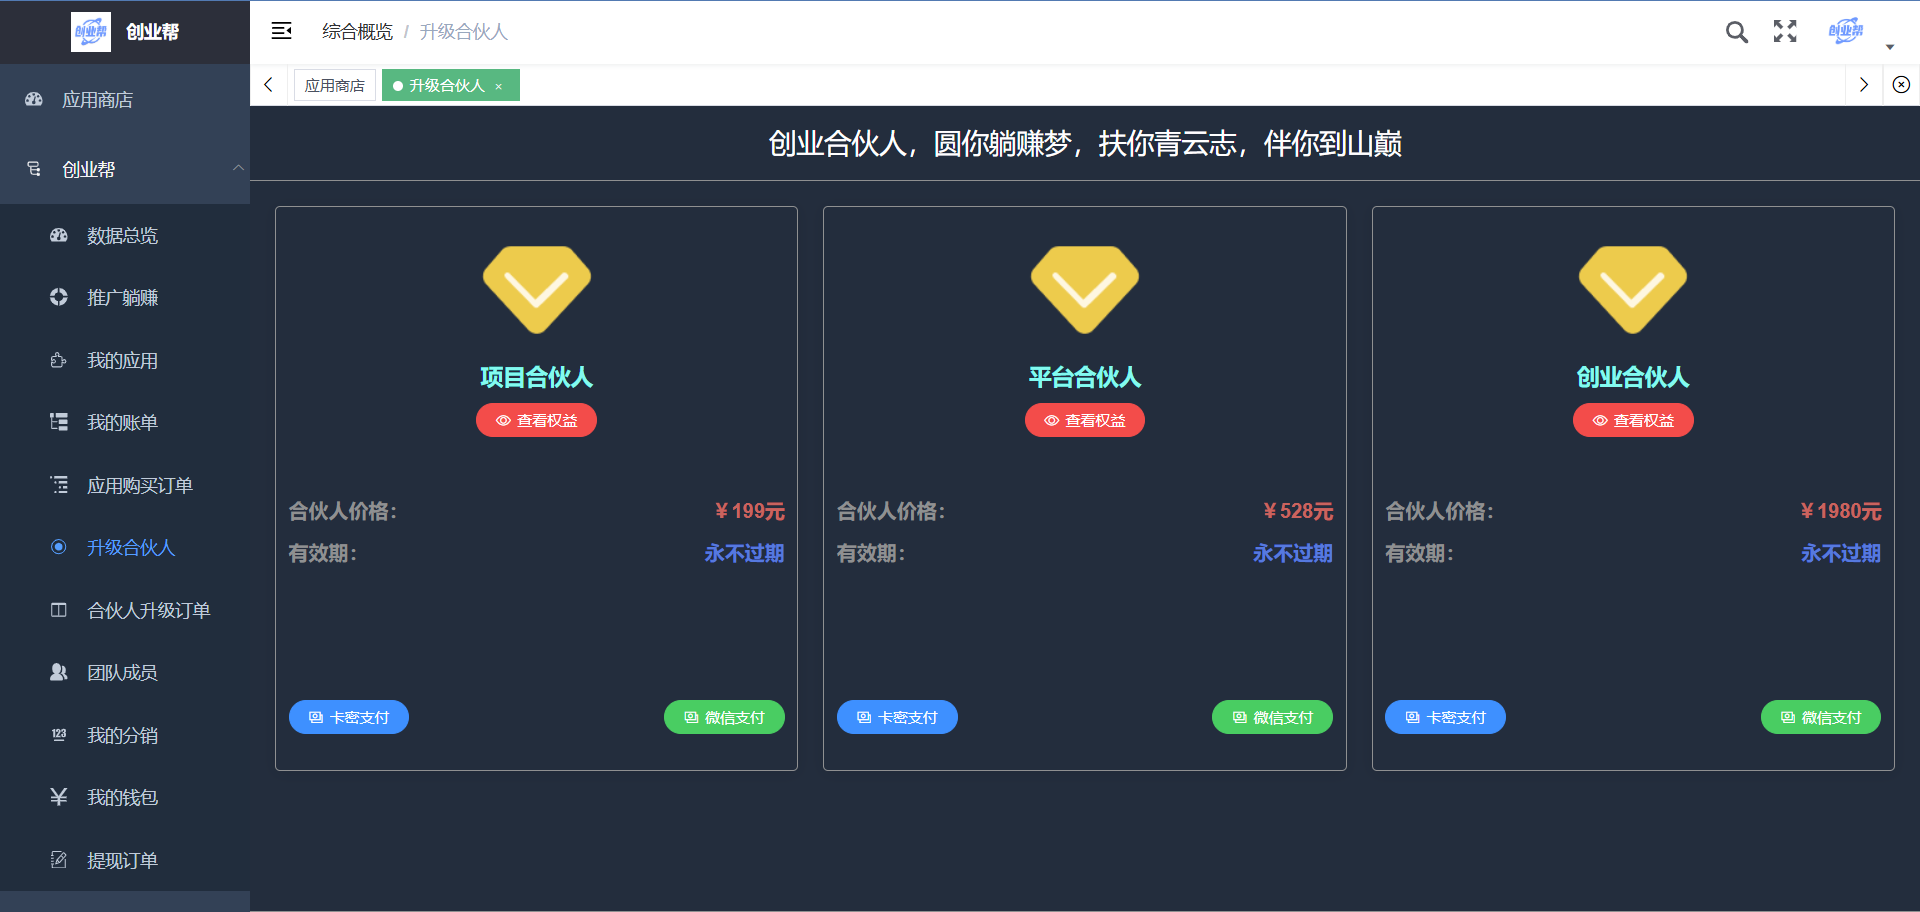 创业帮
创业帮
综合概览 / 升级合伙人
创业帮
应用商店
升级合伙人 ×
应用商店
创业帮
数据总览
推广躺赚
我的应用
我的账单
应用购买订单
升级合伙人
合伙人升级订单
团队成员
123 我的分销
我的钱包
提现订单
创业合伙人，圆你躺赚梦，扶你青云志，伴你到山巅
项目合伙人
查看权益
合伙人价格：
￥199元
有效期：
永不过期
卡密支付
微信支付
平台合伙人
查看权益
合伙人价格：
￥528元
有效期：
永不过期
卡密支付
微信支付
创业合伙人
查看权益
合伙人价格：
￥1980元
有效期：
永不过期
卡密支付
微信支付